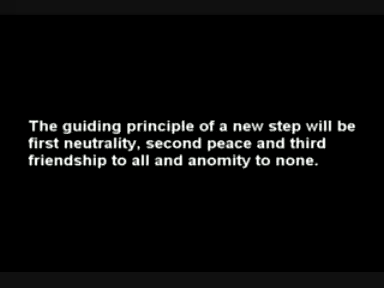 The guiding principle of a new step will be
first neutrality, second peace and third
friendship to all and anomity to none.